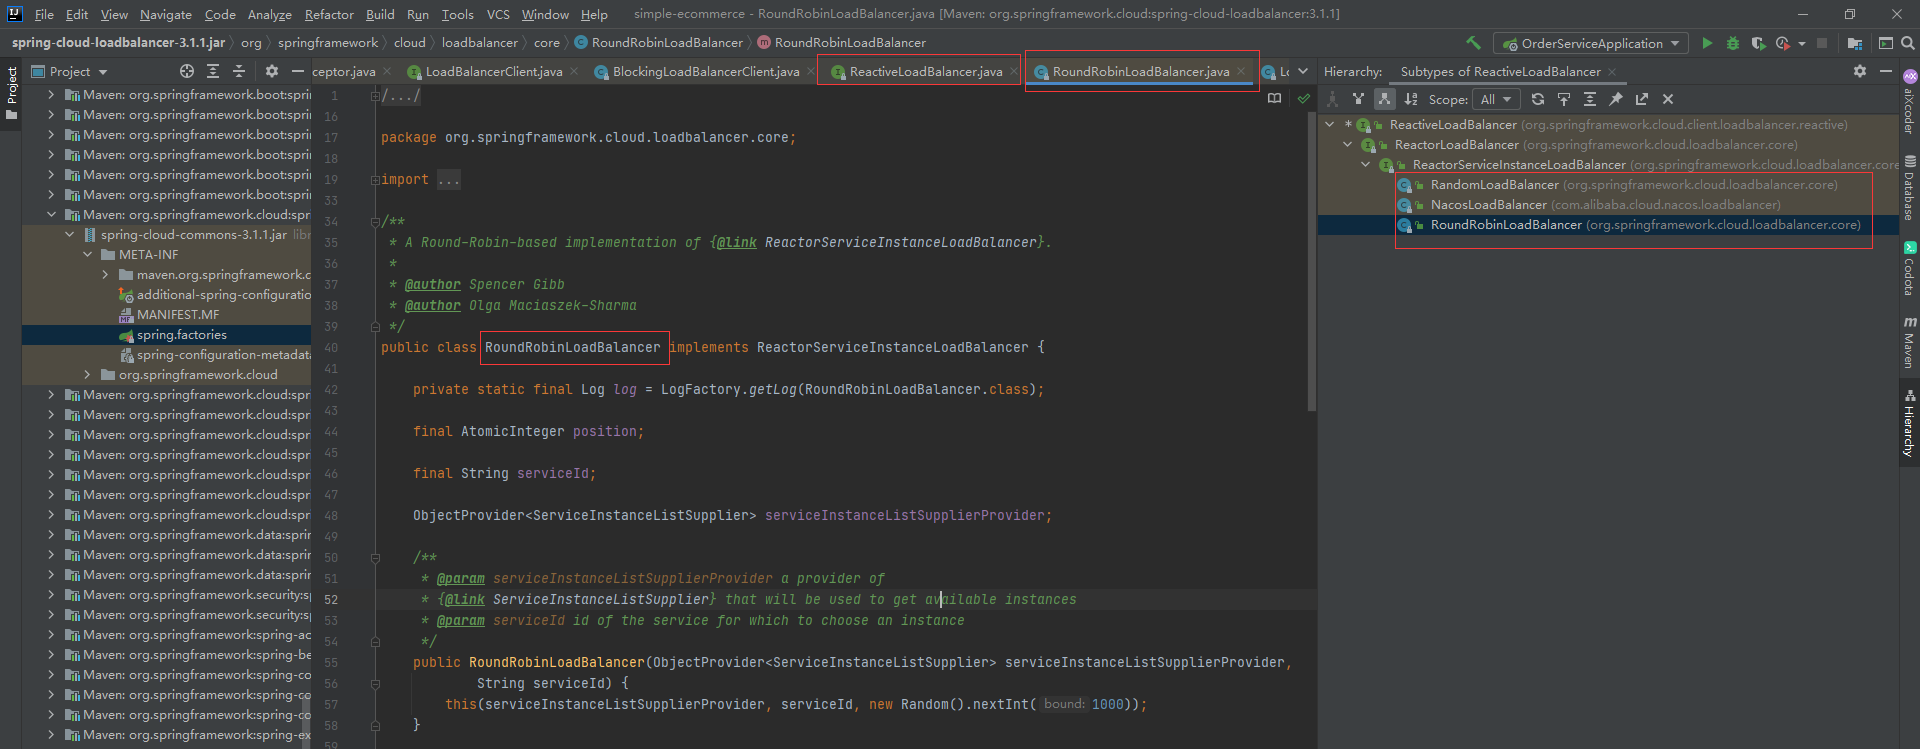 File Edit View Navigate Code Analyze Refactor Build Run Tools VCS Window Help simple-ecommerce - RoundRobinLoadBalancer.java [Maven: org.springframework.cloud:spring-cloud-loadbalancer:3.1.1]
spring-cloud-loadbalancer-3.1.1.jar org springframework cloud loadbalancer core RoundRobinLoadBalancer RoundRobinLoadBalancer OrderServiceApplication
Project
Project
ceptor.java LoadBalancerClient.java BlockingLoadBalancerClient.java ReactiveLoadBalancer.java RoundRobinLoadBalancer.java Lo
Hierarchy: Subtypes of ReactiveLoadBalancer
Scope: All
Maven: org.springframework.boot:spri
Maven: org.springframework.boot:spri
Maven: org.springframework.boot:spri
Maven: org.springframework.boot:spri
Maven: org.springframework.boot:spri
Maven: org.springframework.boot:spri
Maven: org.springframework.cloud:spr
spring-cloud-commons-3.1.1.jar libr
META-INF
maven.org.springframework.c
additional-spring-configuratio
MANIFEST.MF
spring.factories
spring-configuration-metadata
org.springframework.cloud
Maven: org.springframework.cloud:spr
Maven: org.springframework.cloud:spr
Maven: org.springframework.cloud:spr
Maven: org.springframework.cloud:spr
Maven: org.springframework.cloud:spr
Maven: org.springframework.cloud:spr
Maven: org.springframework.cloud:spr
Maven: org.springframework.data:sprin
Maven: org.springframework.data:sprin
Maven: org.springframework.security:s
Maven: org.springframework.security:s
Maven: org.springframework:spring-ao
Maven: org.springframework:spring-be
Maven: org.springframework:spring-co
Maven: org.springframework:spring-co
Maven: org.springframework:spring-co
Maven: org.springframework:spring-ex
1 /.../
16
17 package org.springframework.cloud.loadbalancer.core;
18
19 import ...
33
34 /**
35 * A Round-Robin-based implementation of {@link ReactorServiceInstanceLoadBalancer}.
36 *
37 * @author Spencer Gibb
38 * @author Olga Maciaszek-Sharma
39 */
40 public class RoundRobinLoadBalancer implements ReactorServiceInstanceLoadBalancer {
41
42 private static final Log log = LogFactory.getLog(RoundRobinLoadBalancer.class);
43
44 final AtomicInteger position;
45
46 final String serviceId;
47
48 ObjectProvider<ServiceInstanceListSupplier> serviceInstanceListSupplierProvider;
49
50 /**
51 * @param serviceInstanceListSupplierProvider a provider of
52 * {@link ServiceInstanceListSupplier} that will be used to get available instances
53 * @param serviceId id of the service for which to choose an instance
54 */
55 public RoundRobinLoadBalancer(ObjectProvider<ServiceInstanceListSupplier> serviceInstanceListSupplierProvider,
56 String serviceId) {
57 this(serviceInstanceListSupplierProvider, serviceId, new Random().nextInt( bound: 1000));
58 }
59
* ReactiveLoadBalancer (org.springframework.cloud.client.loadbalancer.reactive)
ReactorLoadBalancer (org.springframework.cloud.loadbalancer.core)
ReactorServiceInstanceLoadBalancer (org.springframework.cloud.loadbalancer.core
RandomLoadBalancer (org.springframework.cloud.loadbalancer.core)
NacosLoadBalancer (com.alibaba.cloud.nacos.loadbalancer)
RoundRobinLoadBalancer (org.springframework.cloud.loadbalancer.core)
aiXcoder
Database
Codota
m Maven
Hierarchy